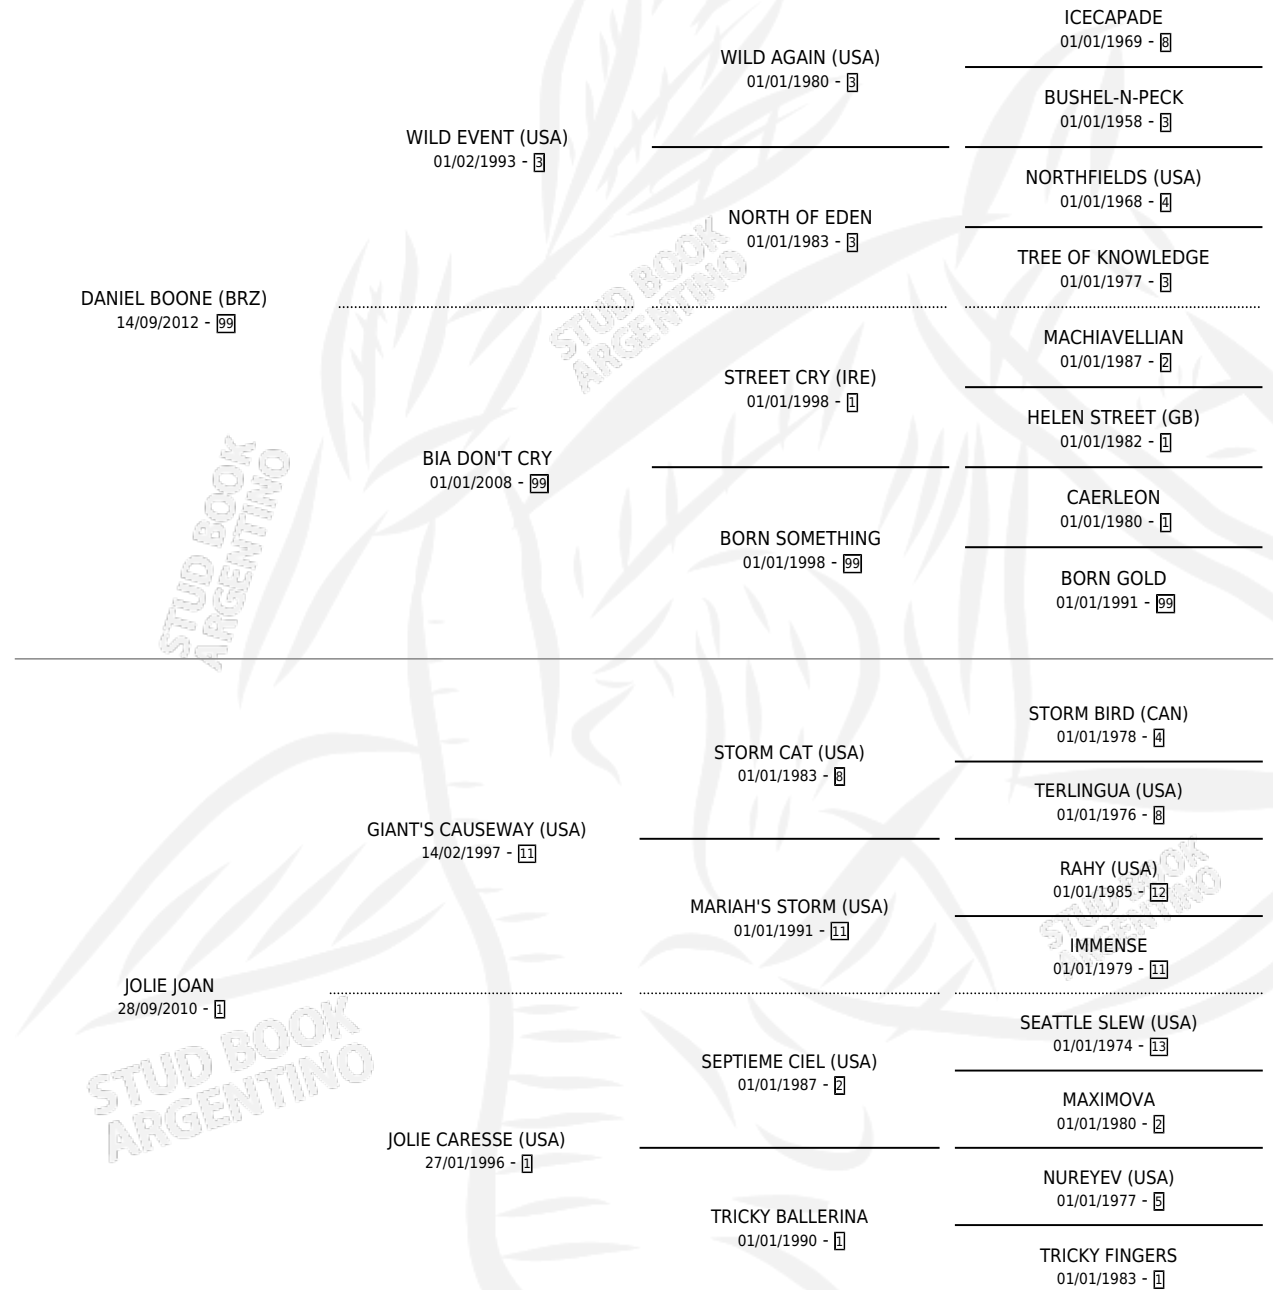 ICECAPADE
01/01/1969 - 8
WILD AGAIN (USA)
01/01/1980 - 3
BUSHEL-N-PECK
01/01/1958 - 3
WILD EVENT (USA)
01/02/1993 - 3
NORTHFIELDS (USA)
01/01/1968 - 4
NORTH OF EDEN
01/01/1983 - 3
TREE OF KNOWLEDGE
01/01/1977 - 3
DANIEL BOONE (BRZ)
14/09/2012 - 99
MACHIAVELLIAN
01/01/1987 - 2
STREET CRY (IRE)
01/01/1998 - 1
HELEN STREET (GB)
01/01/1982 - 1
BIA DON'T CRY
01/01/2008 - 99
CAERLEON
01/01/1980 - 1
BORN SOMETHING
01/01/1998 - 99
BORN GOLD
01/01/1991 - 99
STORM BIRD (CAN)
01/01/1978 - 4
STORM CAT (USA)
01/01/1983 - 8
TERLINGUA (USA)
01/01/1976 - 8
GIANT'S CAUSEWAY (USA)
14/02/1997 - 11
RAHY (USA)
01/01/1985 - 12
MARIAH'S STORM (USA)
01/01/1991 - 11
IMMENSE
01/01/1979 - 11
JOLIE JOAN
28/09/2010 - 1
SEATTLE SLEW (USA)
01/01/1974 - 13
SEPTIEME CIEL (USA)
01/01/1987 - 2
MAXIMOVA
01/01/1980 - 2
JOLIE CARESSE (USA)
27/01/1996 - 1
NUREYEV (USA)
01/01/1977 - 5
TRICKY BALLERINA
01/01/1990 - 1
TRICKY FINGERS
01/01/1983 - 1
STUD BOOK
ARGENTINO
STUD BOOK
ARGENTINO
STUD BOOK
ARGENTINO
STUD BOOK
ARGENTINO